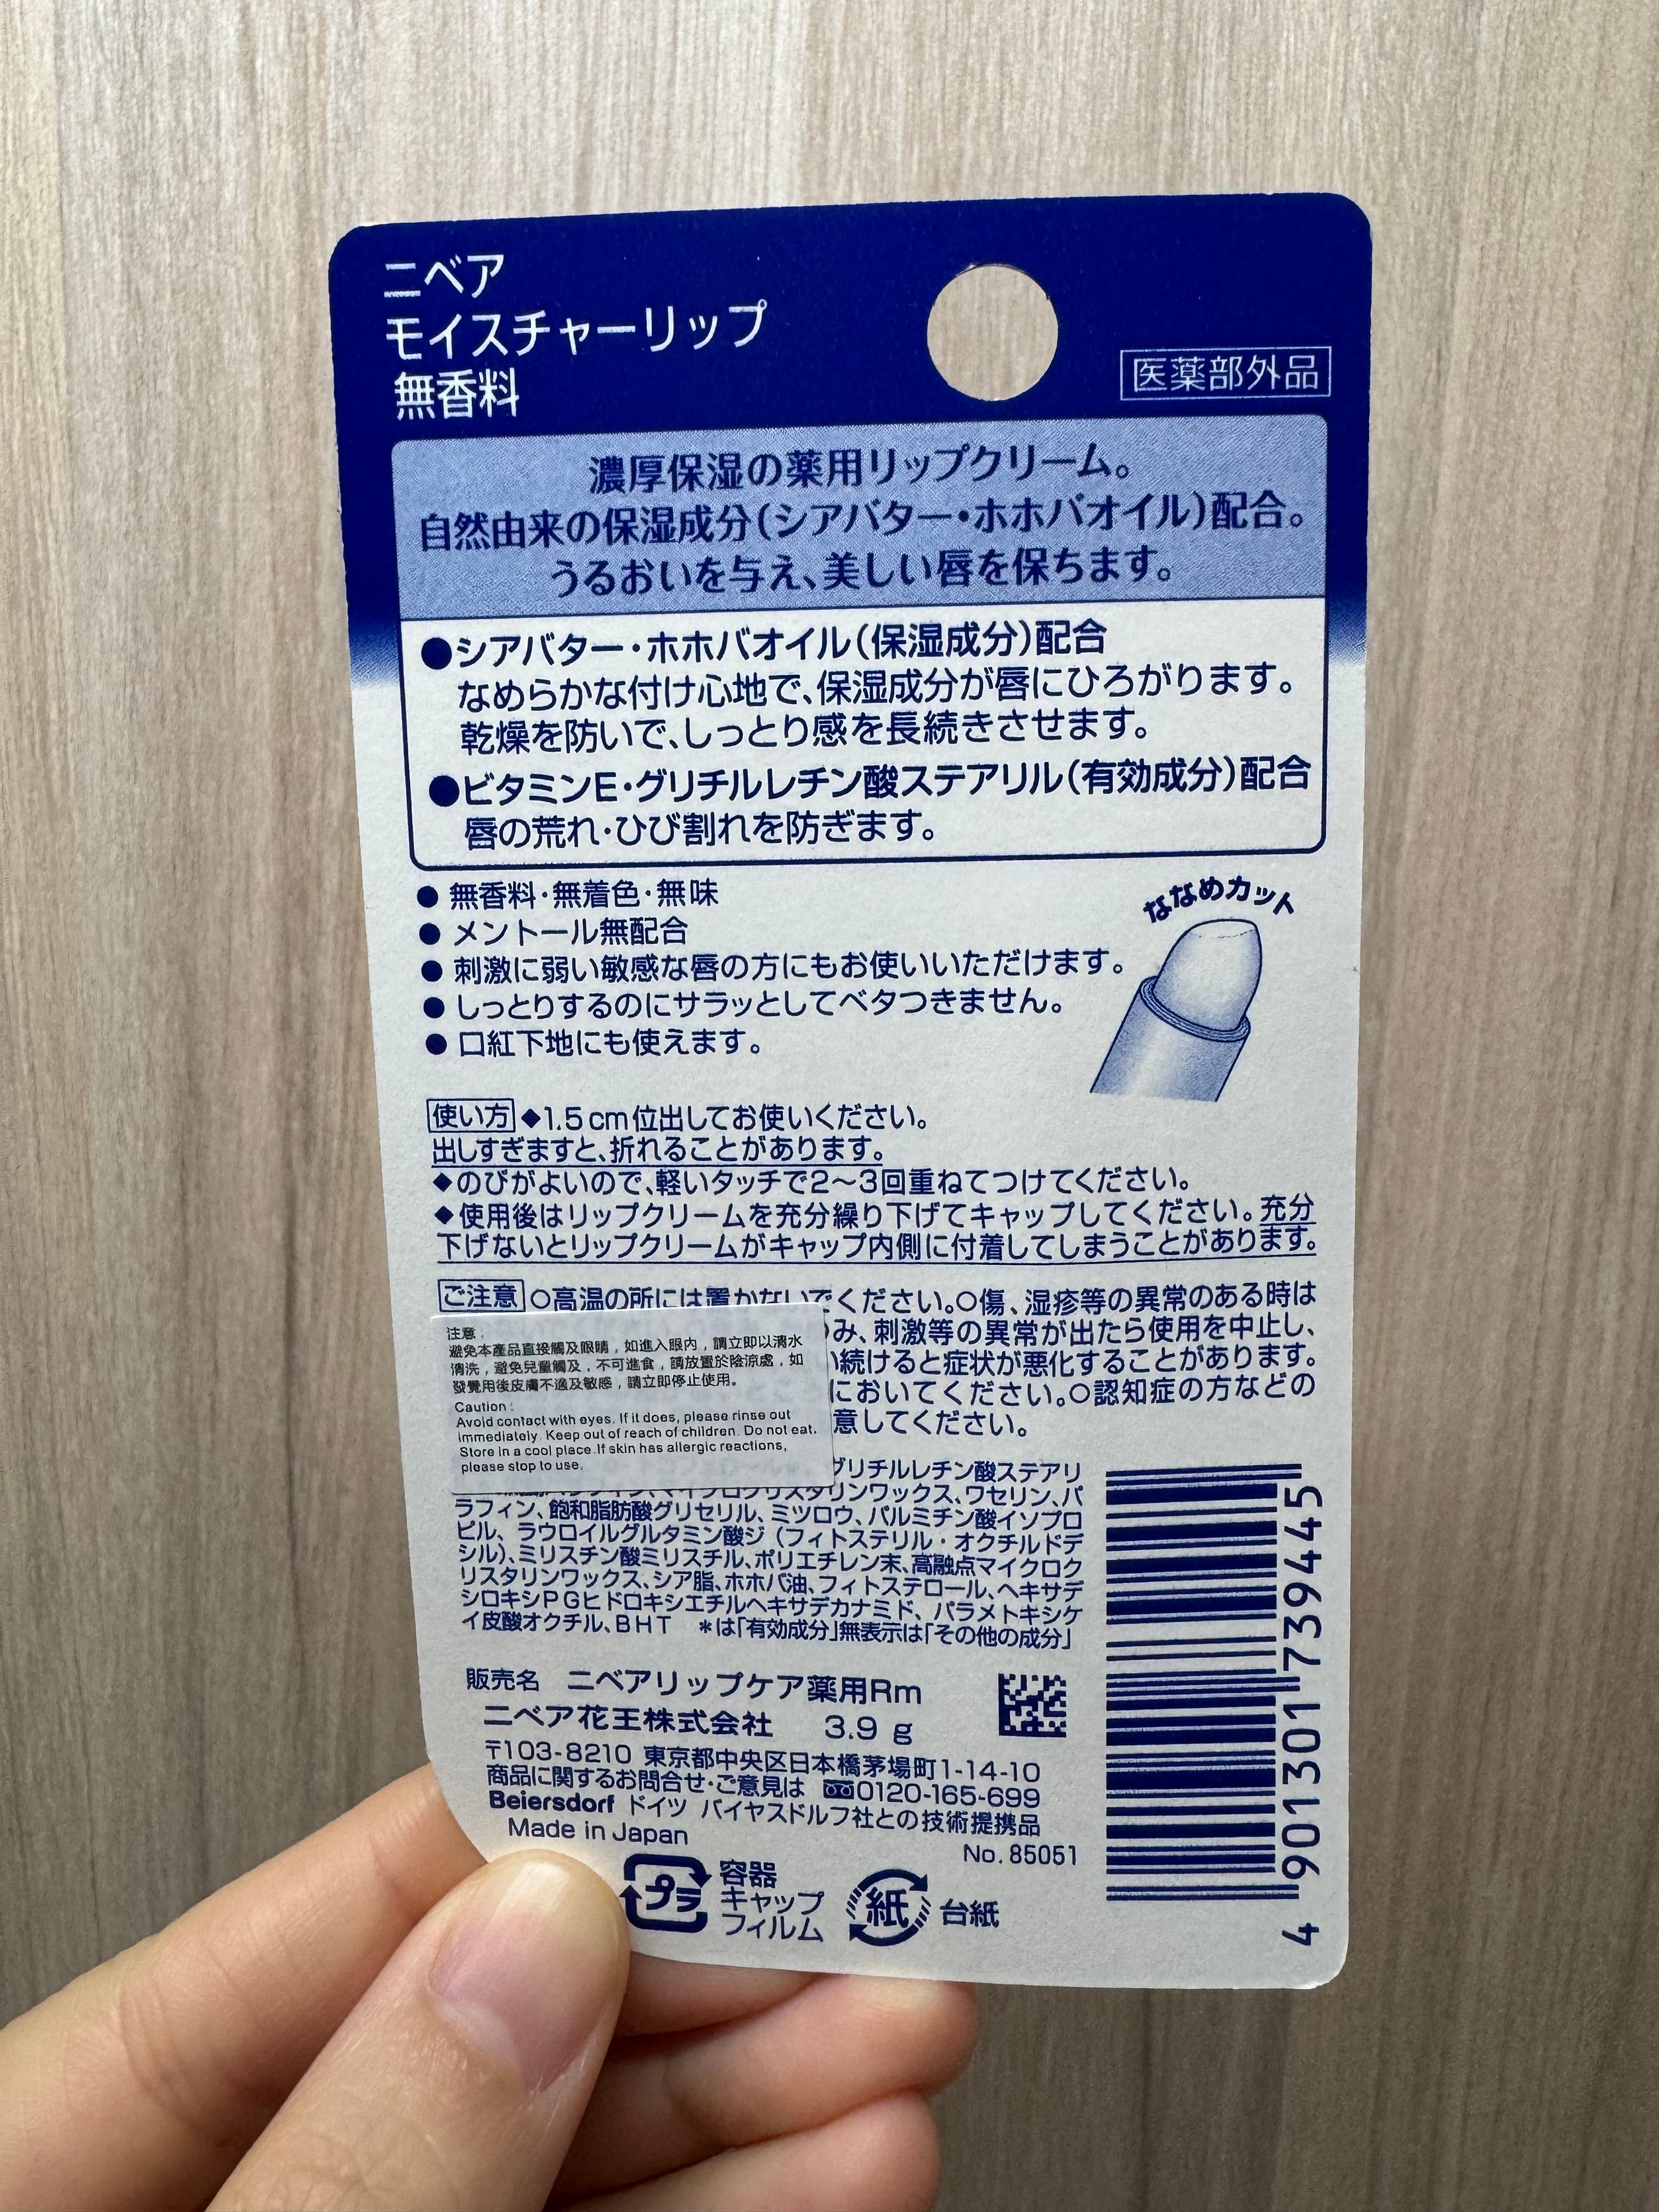 ニベア
モイスチャーリップ
無香料
医薬部外品
濃厚保湿の薬用リップクリーム。
自然由来の保湿成分(シアバター・ホホバオイル)配合。
うるおいを与え、美しい唇を保ちます。
●シアバター・ホホバオイル(保湿成分)配合
なめらかな付け心地で、保湿成分が唇にひろがります。
乾燥を防いで、しっとり感を長続きさせます。
●ビタミンE・グリチルレチン酸ステアリル(有効成分)配合
唇の荒れ・ひび割れを防ぎます。
● 無香料・無着色・無味
● メントール無配合
● 刺激に弱い敏感な唇の方にもお使いいただけます。
● しっとりするのにサラッとしてベタつきません。
● 口紅下地にも使えます。
ななめカット
使い方 ◆1.5cm位出してお使いください。
出しすぎますと、折れることがあります。
◆のびがよいので、軽いタッチで2～3回重ねてつけてください。
◆使用後はリップクリームを充分繰り下げてキャップしてください。充分
下げないとリップクリームがキャップ内側に付着してしまうことがあります。
ご注意 ○高温の所には置かないでください。○傷、湿疹等の異常のある時は
み、刺激等の異常が出たら使用を中止し、
続けると症状が悪化することがあります。
においてください。○認知症の方などの
意してください。
注意:
避免本產品直接觸及眼睛，如進入眼內，請立即以清水
清洗，避免兒童觸及，不可進食，請放置於陰涼處，如
發覺用後皮膚不適及敏感，請立即停止使用。
Caution :
Avoid contact with eyes. If it does, please rinse out
immediately. Keep out of reach of children. Do not eat.
Store in a cool place. If skin has allergic reactions,
please stop to use.
グリチルレチン酸ステアリ
マイクロクリスタリンワックス、ワセリン、パ
ラフィン、飽和脂肪酸グリセリル、ミツロウ、パルミチン酸イソプロ
ピル、ラウロイルグルタミン酸ジ(フィトステリル・オクチルドデ
シル)、ミリスチン酸ミリスチル、ポリエチレン末、高融点マイクロク
リスタリンワックス、シア脂、ホホバ油、フィトステロール、ヘキサデ
シロキシPGヒドロキシエチルヘキサデカナミド、パラメトキシケ
イ皮酸オクチル、BHT ＊は「有効成分」無表示は「その他の成分」
販売名 ニベアリップケア薬用Rm
ニベア花王株式会社 3.9 g
〒103-8210 東京都中央区日本橋茅場町1-14-10
商品に関するお問合せ・ご意見は 0120-165-699
Beiersdorf ドイツ バイヤスドルフ社との技術提携品
Made in Japan
No. 85051
プラ
容器
キャップ
フィルム
紙 台紙
4 901301 739445